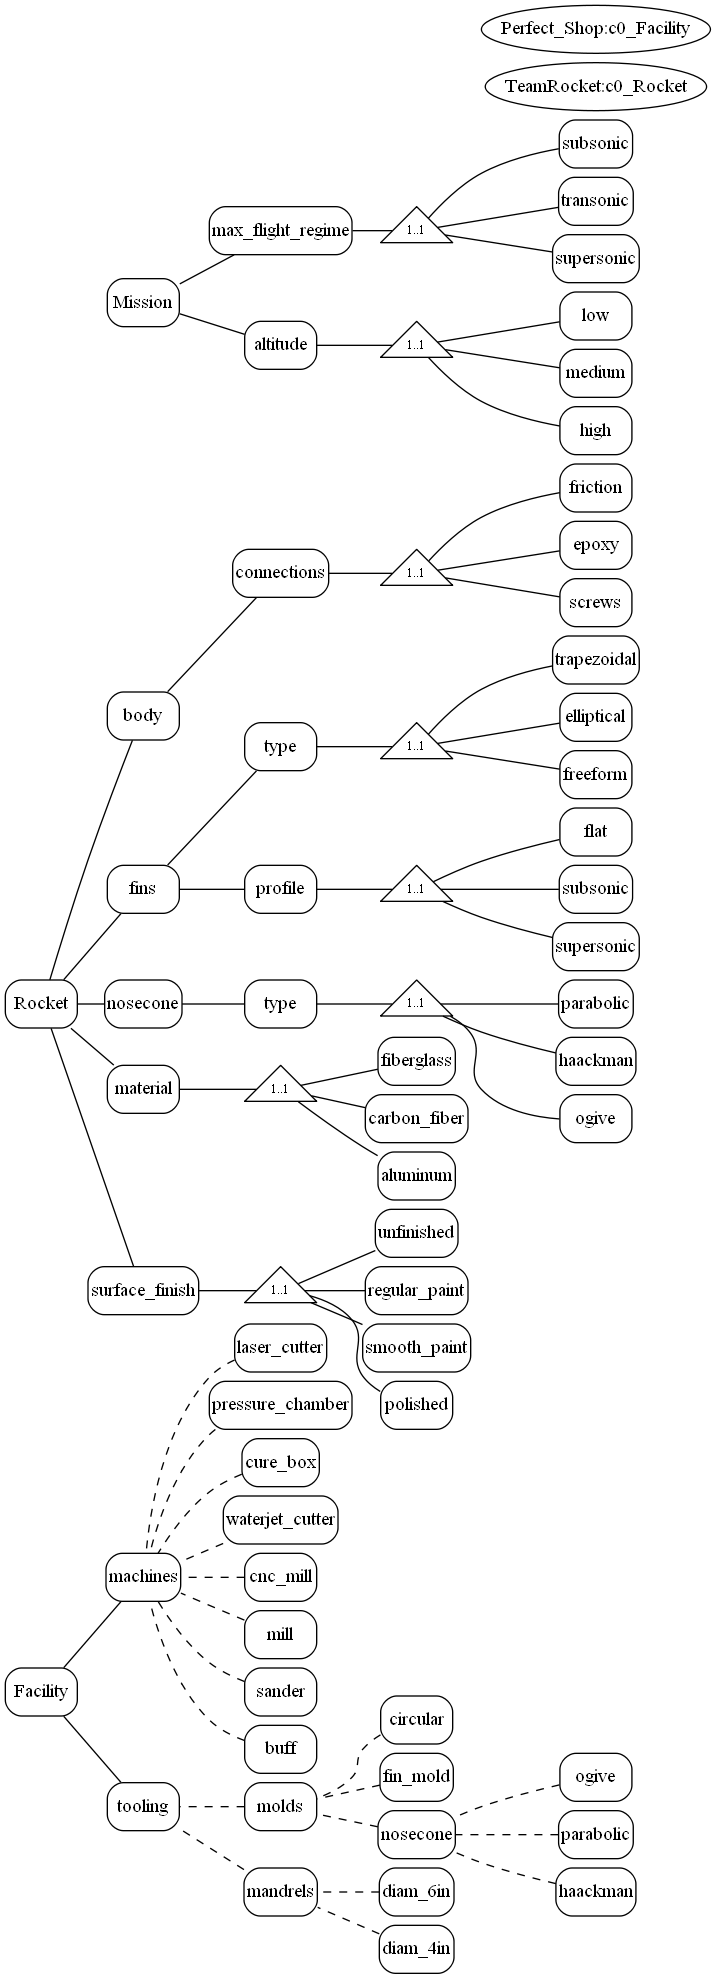 Perfect_Shop:c0_Facility
TeamRocket:c0_Rocket
subsonic
transonic
max_flight_regime
1..1
supersonic
Mission
low
altitude
1..1
medium
high
friction
epoxy
connections
1..1
screws
trapezoidal
body
elliptical
type
1..1
freeform
flat
fins
profile
1..1
subsonic
supersonic
Rocket
nosecone
type
1..1
parabolic
fiberglass
haackman
material
1..1
carbon_fiber
ogive
aluminum
unfinished
surface_finish
1..1
regular_paint
laser_cutter
smooth_paint
pressure_chamber
polished
cure_box
waterjet_cutter
machines
cnc_mill
mill
Facility
sander
circular
buff
fin_mold
ogive
tooling
molds
nosecone
parabolic
mandrels
diam_6in
haackman
diam_4in